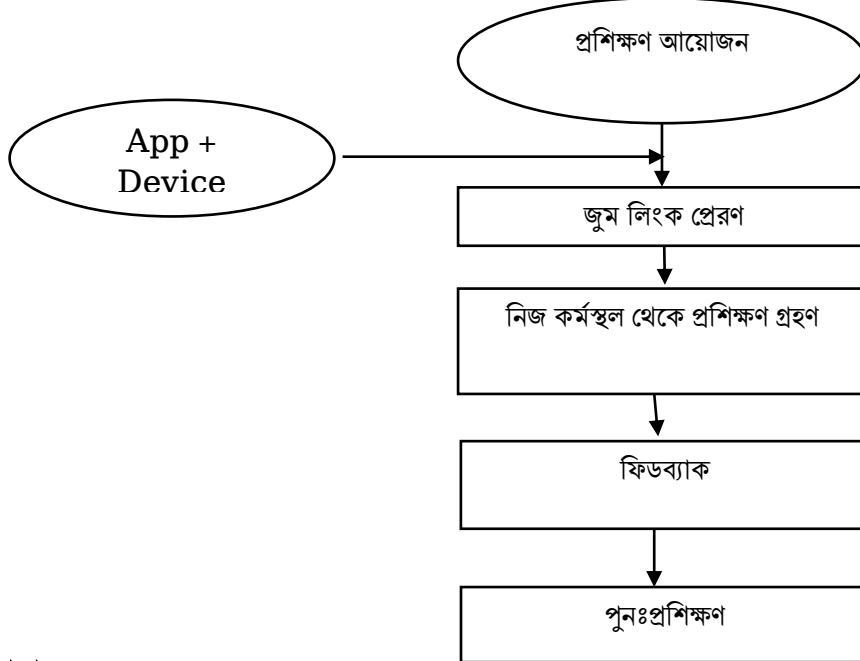 প্রশিক্ষণ আয়োজন
App +
Device
জুম লিংক প্রেরণ
নিজ কর্মস্থল থেকে প্রশিক্ষণ গ্রহণ
ফিডব্যাক
পুনঃপ্রশিক্ষণ